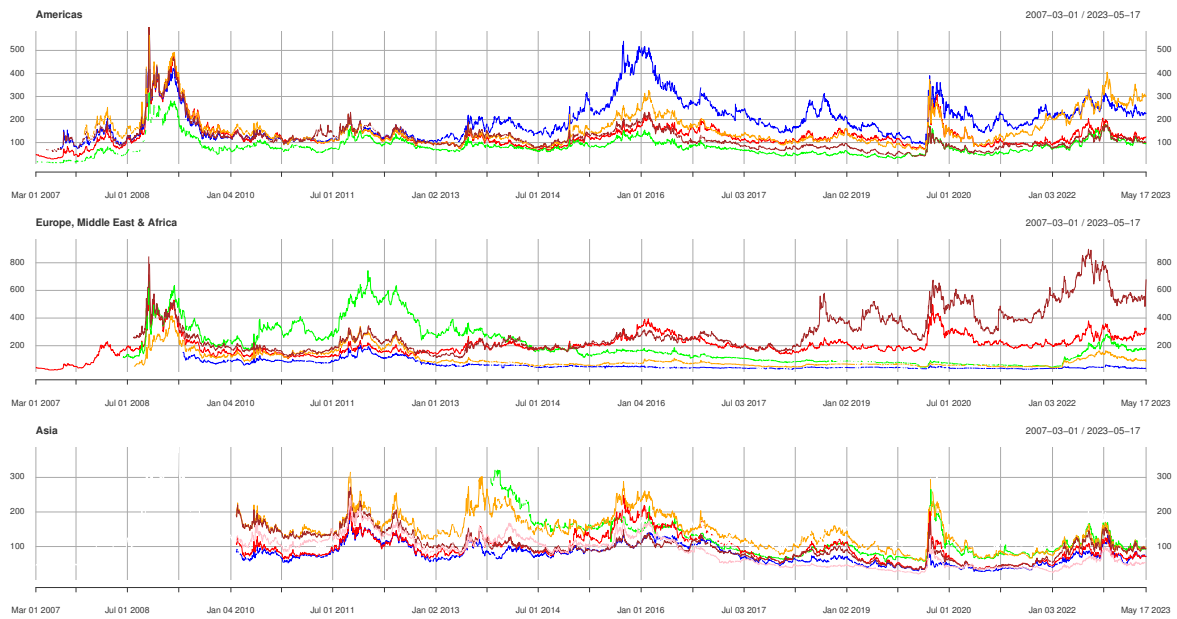 Americas 2007−03−01 / 2023−05−17
500 500
400 400
300 300
200 200
100 100
Mar 01 2007 Jul 01 2008 Jan 04 2010 Jul 01 2011 Jan 02 2013 Jul 01 2014 Jan 04 2016 Jul 03 2017 Jan 02 2019 Jul 01 2020 Jan 03 2022 May 17 2023
Europe, Middle East & Africa 2007−03−01 / 2023−05−17
800 800
600 600
400 400
200 200
Mar 01 2007 Jul 01 2008 Jan 04 2010 Jul 01 2011 Jan 02 2013 Jul 01 2014 Jan 04 2016 Jul 03 2017 Jan 02 2019 Jul 01 2020 Jan 03 2022 May 17 2023
Asia 2007−03−01 / 2023−05−17
300 300
200 200
100 100
Mar 01 2007 Jul 01 2008 Jan 04 2010 Jul 01 2011 Jan 02 2013 Jul 01 2014 Jan 04 2016 Jul 03 2017 Jan 02 2019 Jul 01 2020 Jan 03 2022 May 17 2023